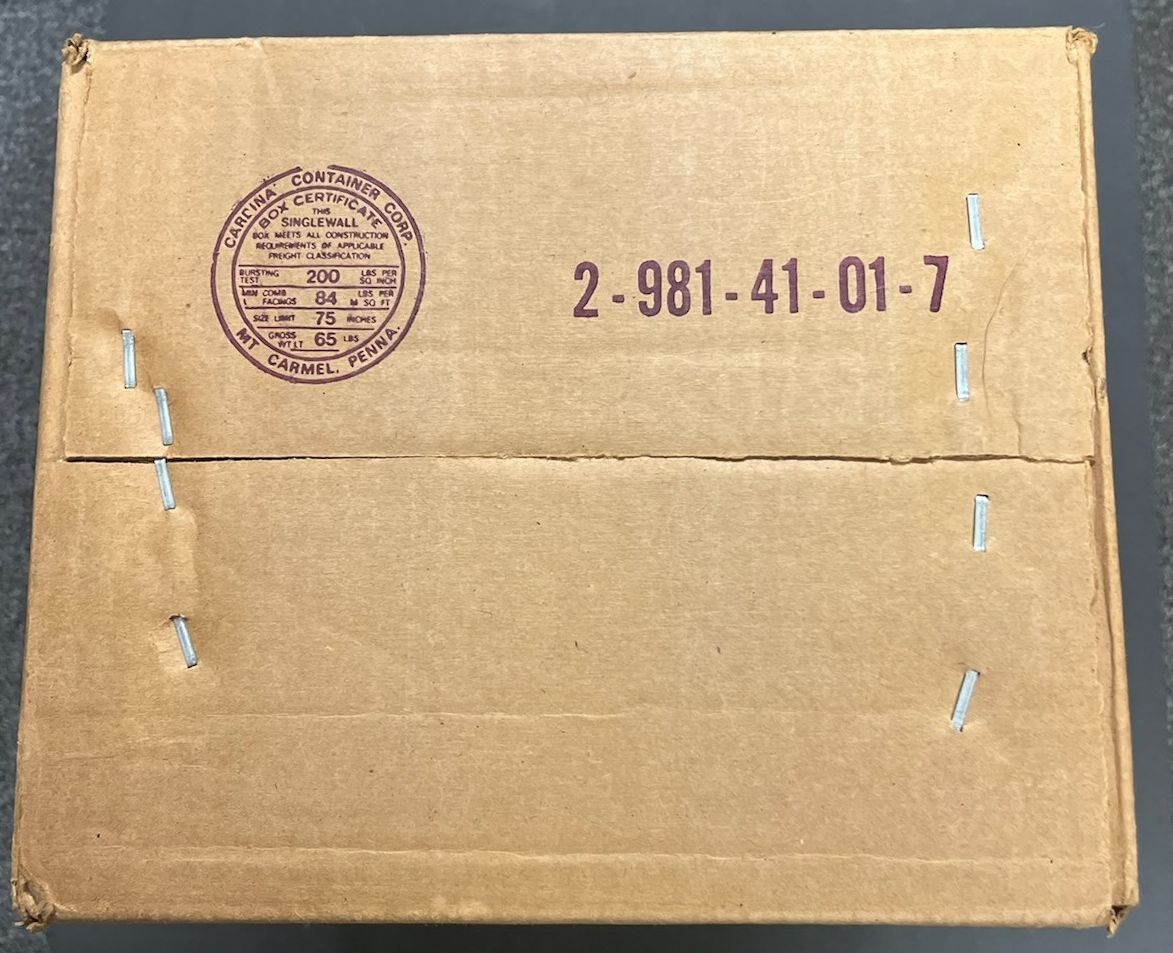 CARDINA CONTAINER CORP.
BOX CERTIFICATE
THIS
SINGLEWALL
BOX MEETS ALL CONSTRUCTION
REQUIREMENTS OF APPLICABLE
FREIGHT CLASSIFICATION
BURSTING TEST 200 LBS PER SQ INCH
MIN COMB FACINGS 84 LBS PER M SQ FT
SIZE LIMIT 75 INCHES
GROSS WT LT 65 LBS
MT CARMEL, PENNA.
2-981-41-01-7